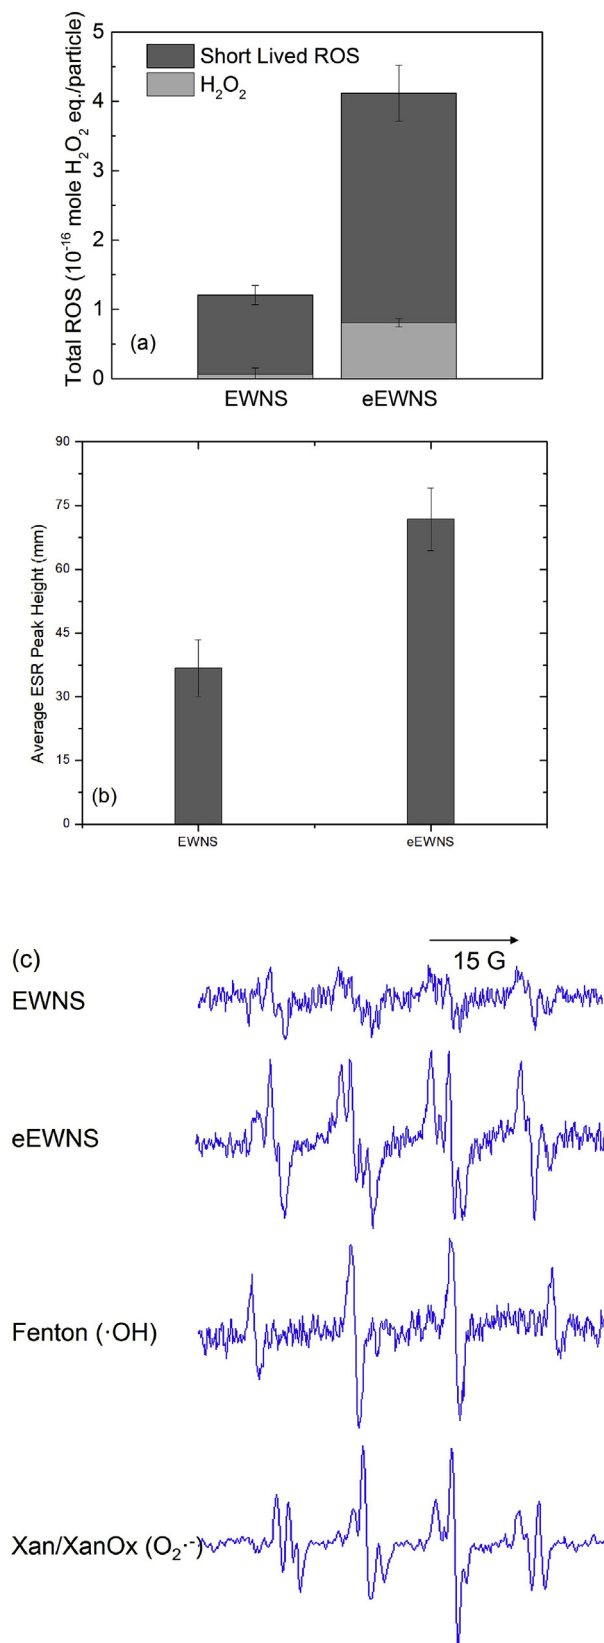 Short Lived ROS
H₂O₂
Total ROS (10⁻¹⁶ mole H₂O₂ eq./particle)
5
4
3
2
1
0
(a)
EWNS eEWNS
Average ESR Peak Height (mm)
90
75
60
45
30
15
0
(b)
EWNS eEWNS
(c)
15 G
EWNS
eEWNS
Fenton (·OH)
Xan/XanOx (O₂·⁻)